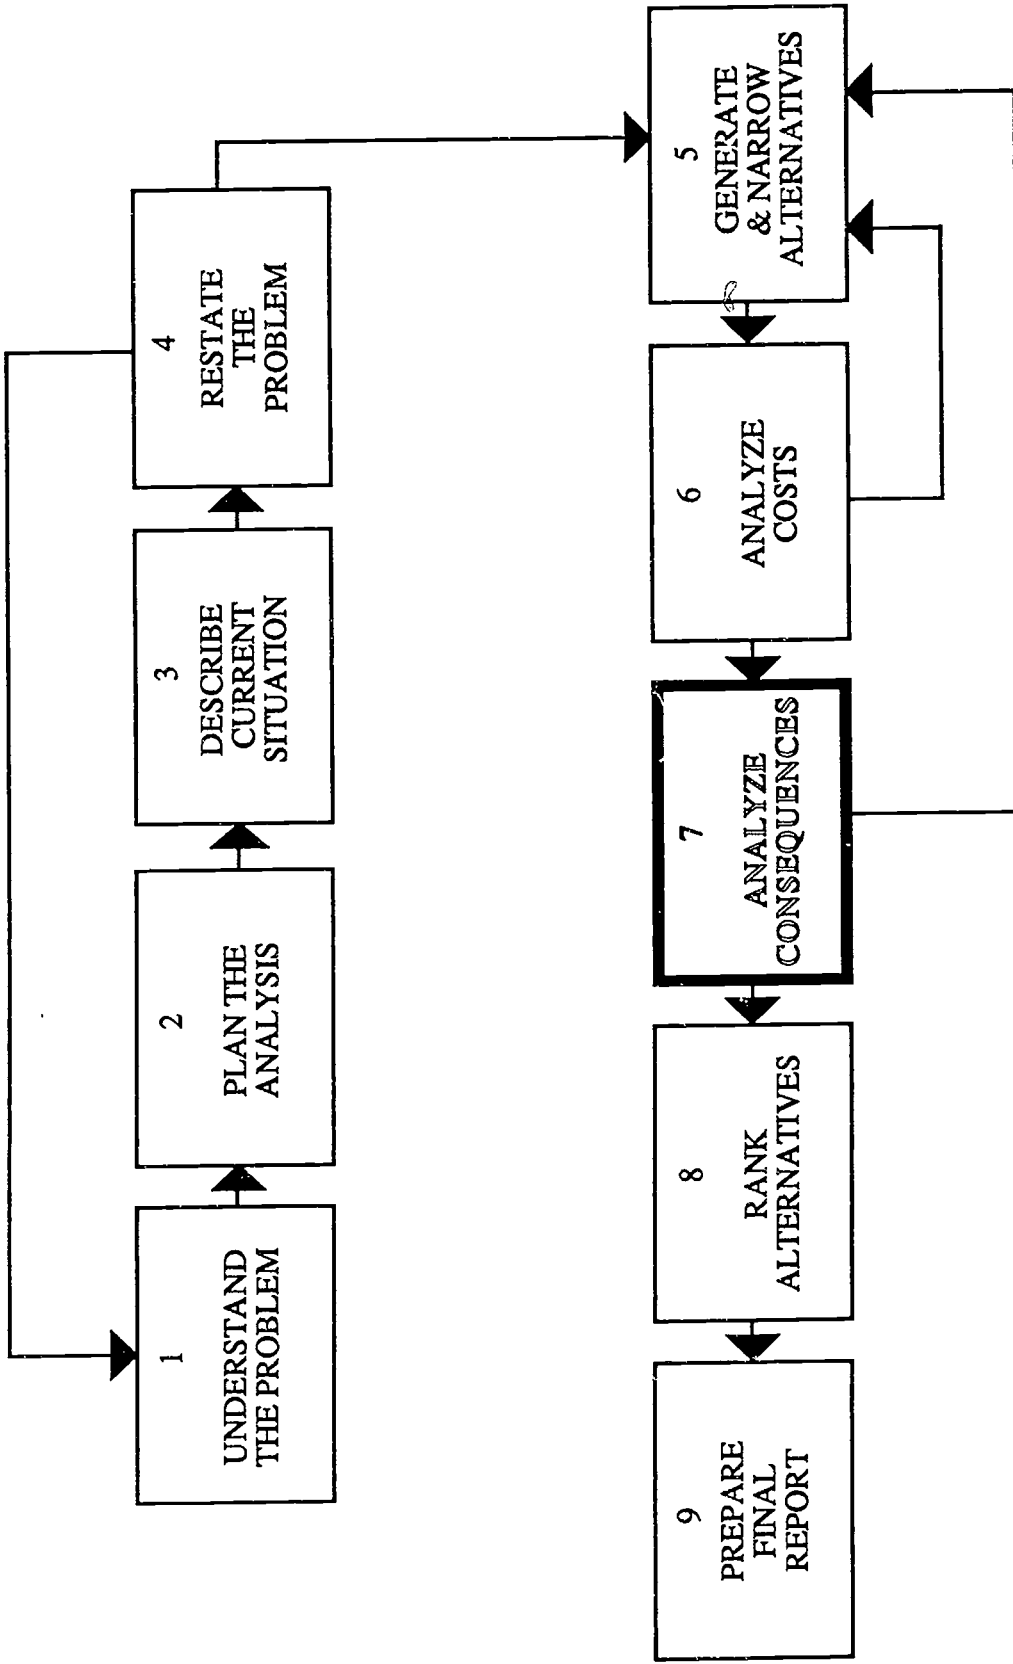 1
UNDERSTAND
THE PROBLEM
2
PLAN THE
ANALYSIS
3
DESCRIBE
CURRENT
SITUATION
4
RESTATE
THE
PROBLEM
5
GENERATE
& NARROW
ALTERNATIVES
6
ANALYZE
COSTS
7
ANALYZE
CONSEQUENCES
8
RANK
ALTERNATIVES
9
PREPARE
FINAL
REPORT